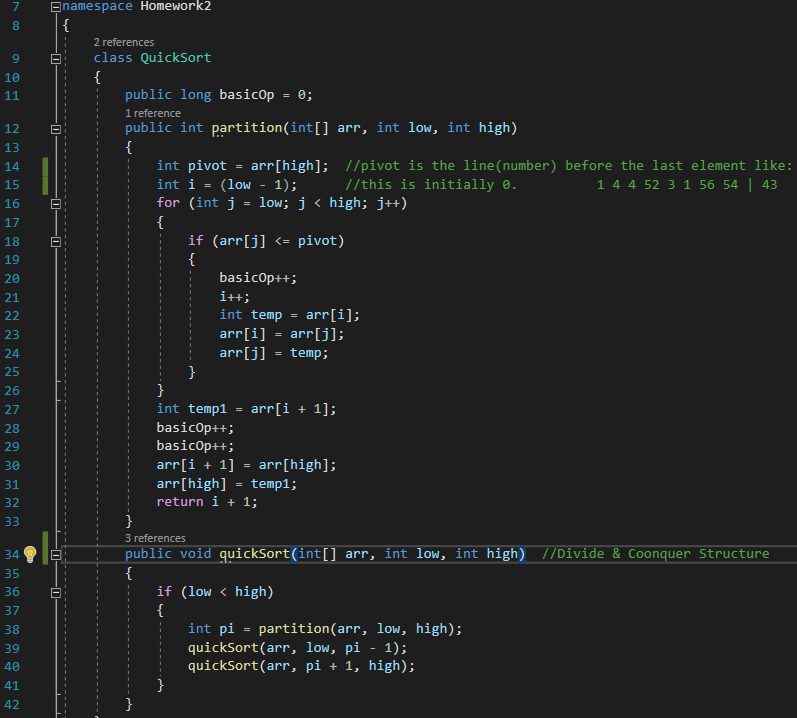 7 namespace Homework2
8 {
2 references
9 class QuickSort
10 {
11 public long basicOp = 0;
1 reference
12 public int partition(int[] arr, int low, int high)
13 {
14 int pivot = arr[high]; //pivot is the line(number) before the last element like:
15 int i = (low - 1); //this is initially 0. 1 4 4 52 3 1 56 54 | 43
16 for (int j = low; j < high; j++)
17 {
18 if (arr[j] <= pivot)
19 {
20 basicOp++;
21 i++;
22 int temp = arr[i];
23 arr[i] = arr[j];
24 arr[j] = temp;
25 }
26 }
27 int temp1 = arr[i + 1];
28 basicOp++;
29 basicOp++;
30 arr[i + 1] = arr[high];
31 arr[high] = temp1;
32 return i + 1;
33 }
3 references
34 public void quickSort(int[] arr, int low, int high) //Divide & Coonquer Structure
35 {
36 if (low < high)
37 {
38 int pi = partition(arr, low, high);
39 quickSort(arr, low, pi - 1);
40 quickSort(arr, pi + 1, high);
41 }
42 }